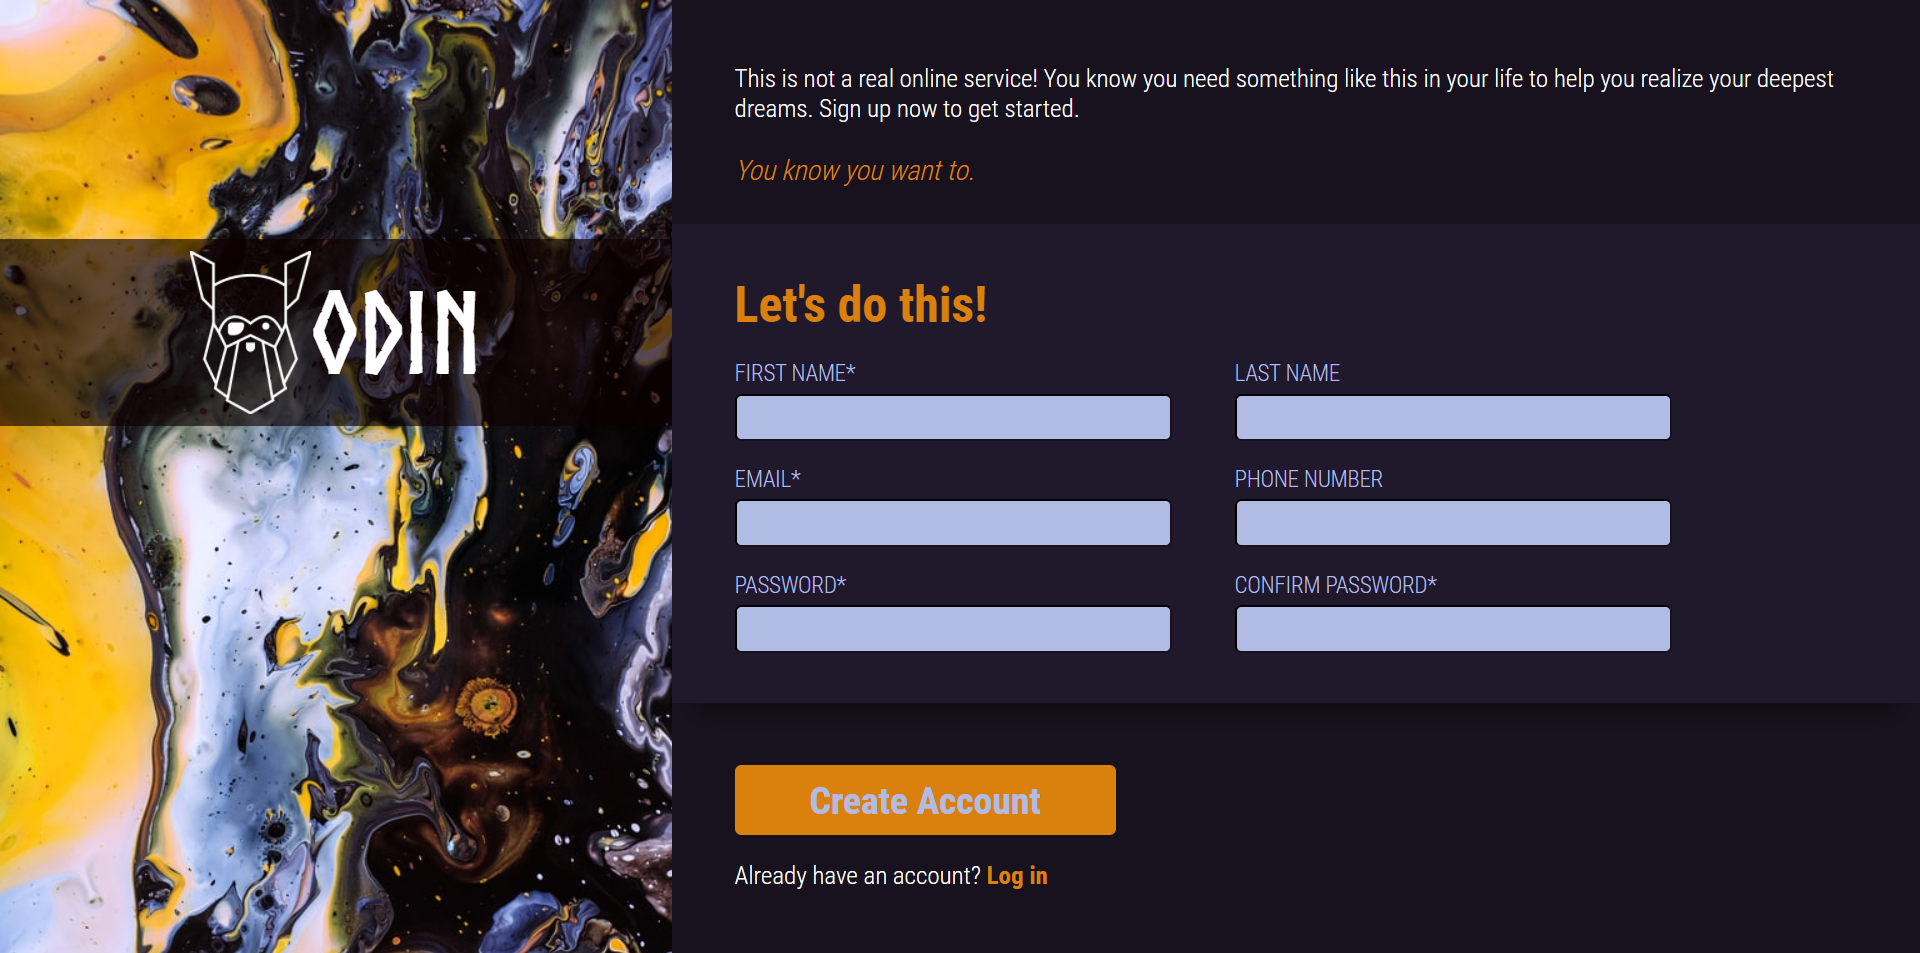 ODIN
This is not a real online service! You know you need something like this in your life to help you realize your deepest
dreams. Sign up now to get started.
You know you want to.
Let's do this!
FIRST NAME*
LAST NAME
EMAIL*
PHONE NUMBER
PASSWORD*
CONFIRM PASSWORD*
Create Account
Already have an account? Log in